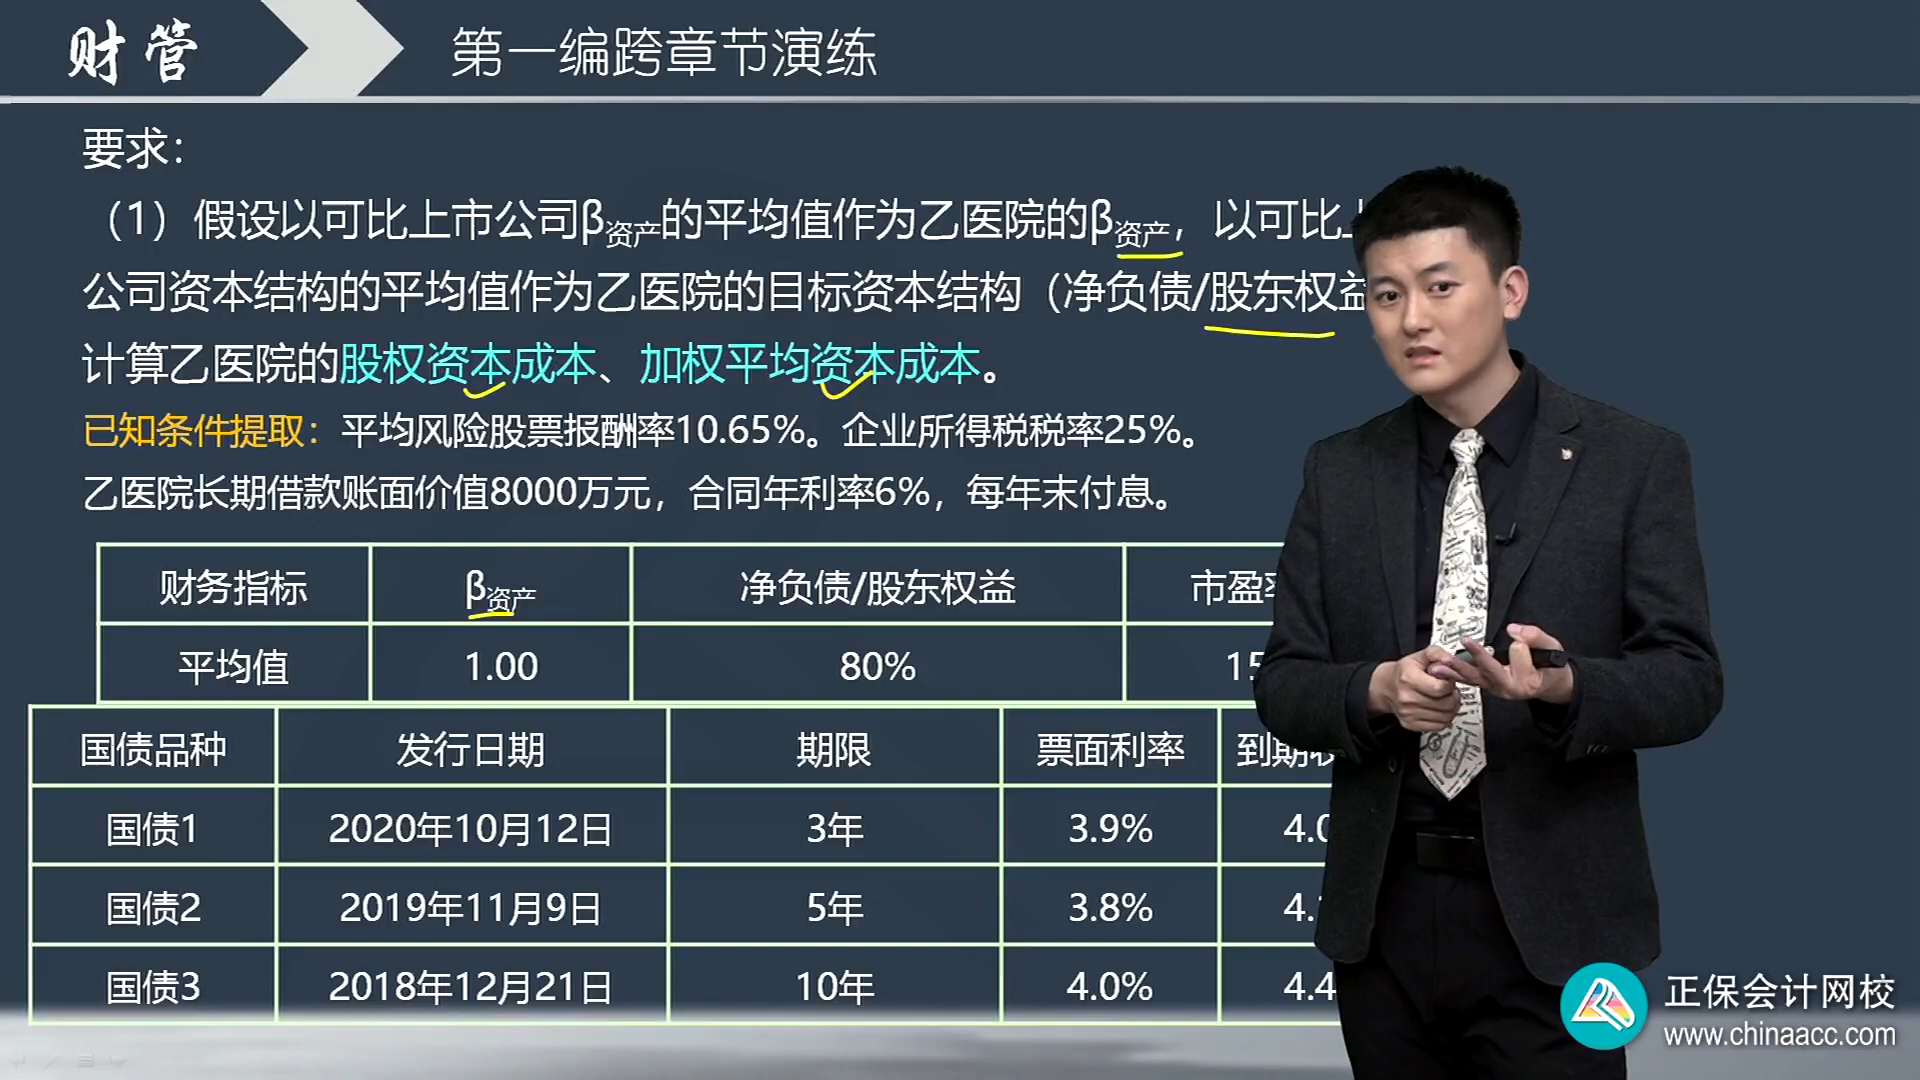 财管
第一编跨章节演练
要求：
（1）假设以可比上市公司β资产的平均值作为乙医院的β资产，以可比
公司资本结构的平均值作为乙医院的目标资本结构（净负债/股东权益
计算乙医院的股权资本成本、加权平均资本成本。
已知条件提取：平均风险股票报酬率10.65%。企业所得税税率25%。
乙医院长期借款账面价值8000万元，合同年利率6%，每年末付息。
财务指标 β资产 净负债/股东权益 市盈
平均值 1.00 80% 15
国债品种 发行日期 期限 票面利率 到期
国债1 2020年10月12日 3年 3.9% 4.0
国债2 2019年11月9日 5年 3.8% 4.
国债3 2018年12月21日 10年 4.0% 4.4
正保会计网校
www.chinaacc.com